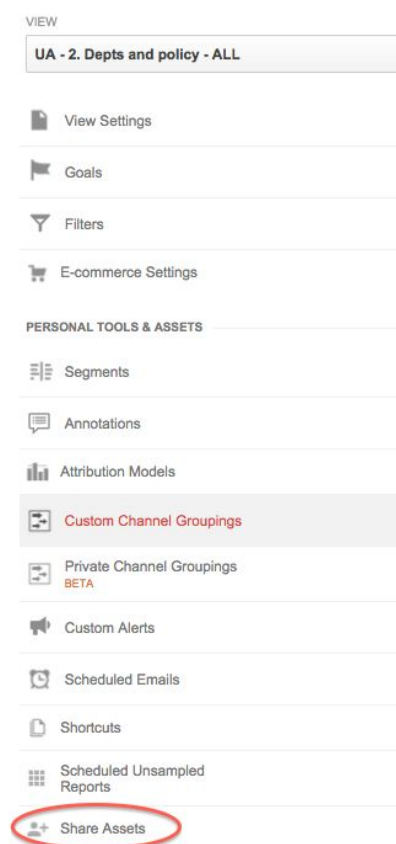 VIEW
UA - 2. Depts and policy - ALL
View Settings
Goals
Filters
E-commerce Settings
PERSONAL TOOLS & ASSETS
Segments
Annotations
Attribution Models
Custom Channel Groupings
Private Channel Groupings
BETA
Custom Alerts
Scheduled Emails
Shortcuts
Scheduled Unsampled
Reports
Share Assets